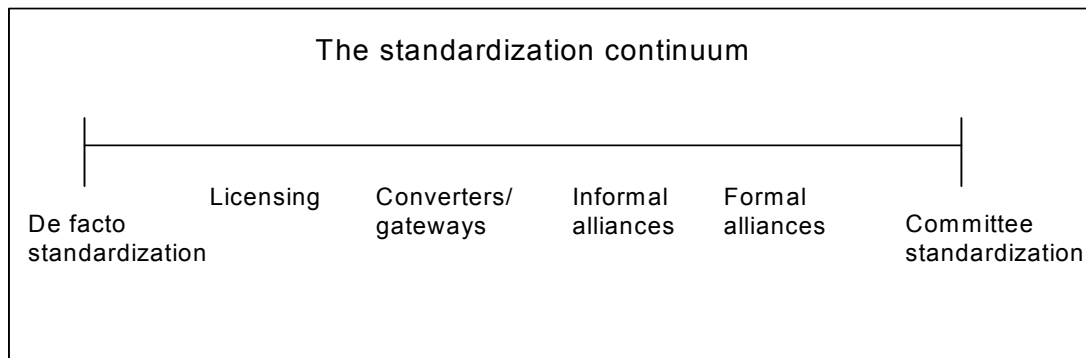 The standardization continuum
De facto
standardization
Licensing
Converters/
gateways
Informal
alliances
Formal
alliances
Committee
standardization